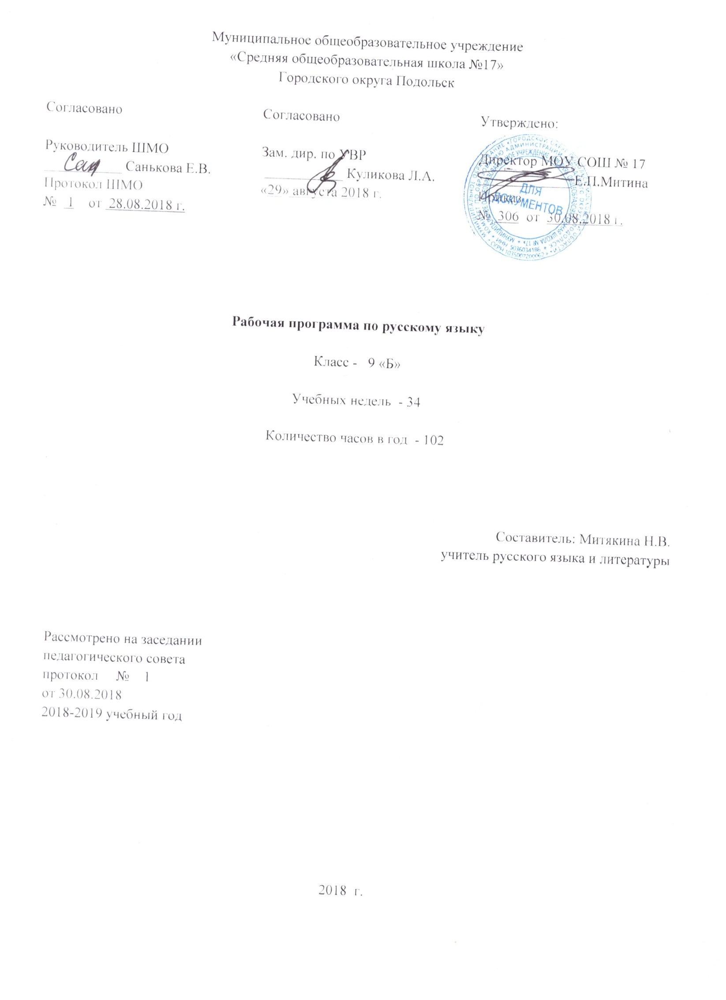 Муниципальное общеобразовательное учреждение
«Средняя общеобразовательная школа №17»
Городского округа Подольск
Согласовано
Руководитель ШМО
Санькова Е.В.
Протокол ШМО
№ 1 от 28.08.2018 г.
Согласовано
Зам. дир. по УВР
Куликова Л.А.
«29» августа 2018 г.
Утверждено:
Директор МОУ СОШ № 17
Е.П.Митина
Приказ
№ 306 от 30.08.2018 г.
ДЛЯ
ДОКУМЕНТОВ
ИНН 5036034186
ОГРН 1035007200062
Рабочая программа по русскому языку
Класс - 9 «Б»
Учебных недель - 34
Количество часов в год - 102
Составитель: Митякина Н.В.
учитель русского языка и литературы
Рассмотрено на заседании
педагогического совета
протокол № 1
от 30.08.2018
2018-2019 учебный год
2018 г.